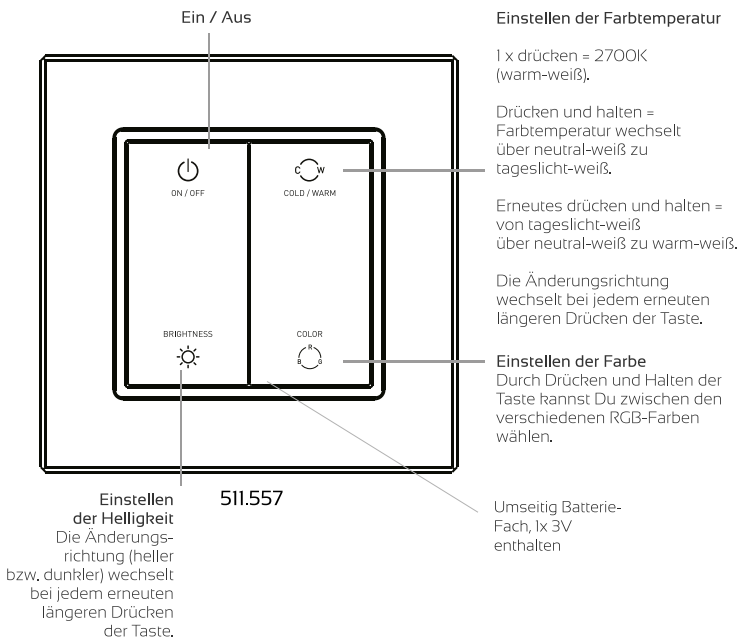 Ein / Aus
Einstellen der Farbtemperatur
1 x drücken = 2700K
(warm-weiß).
Drücken und halten =
Farbtemperatur wechselt
über neutral-weiß zu
tageslicht-weiß.
Erneutes drücken und halten =
von tageslicht-weiß
über neutral-weiß zu warm-weiß.
Die Änderungsrichtung
wechselt bei jedem erneuten
längeren Drücken der Taste.
ON / OFF
C W
COLD / WARM
BRIGHTNESS
COLOR
R
B G
Einstellen der Farbe
Durch Drücken und Halten der
Taste kannst Du zwischen den
verschiedenen RGB-Farben
wählen.
Einstellen
der Helligkeit
Die Änderungs-
richtung (heller
bzw. dunkler) wechselt
bei jedem erneuten
längeren Drücken
der Taste.
511.557
Umseitig Batterie-
Fach, 1x 3V
enthalten